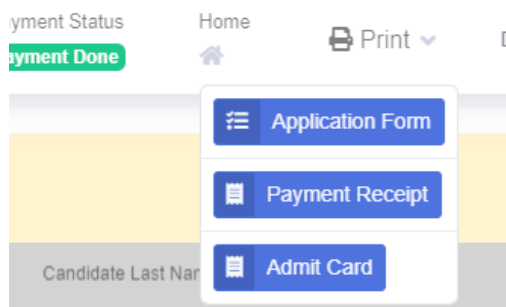 yment Status
Home
Print
ayment Done
Application Form
Payment Receipt
Admit Card
Candidate Last Nar